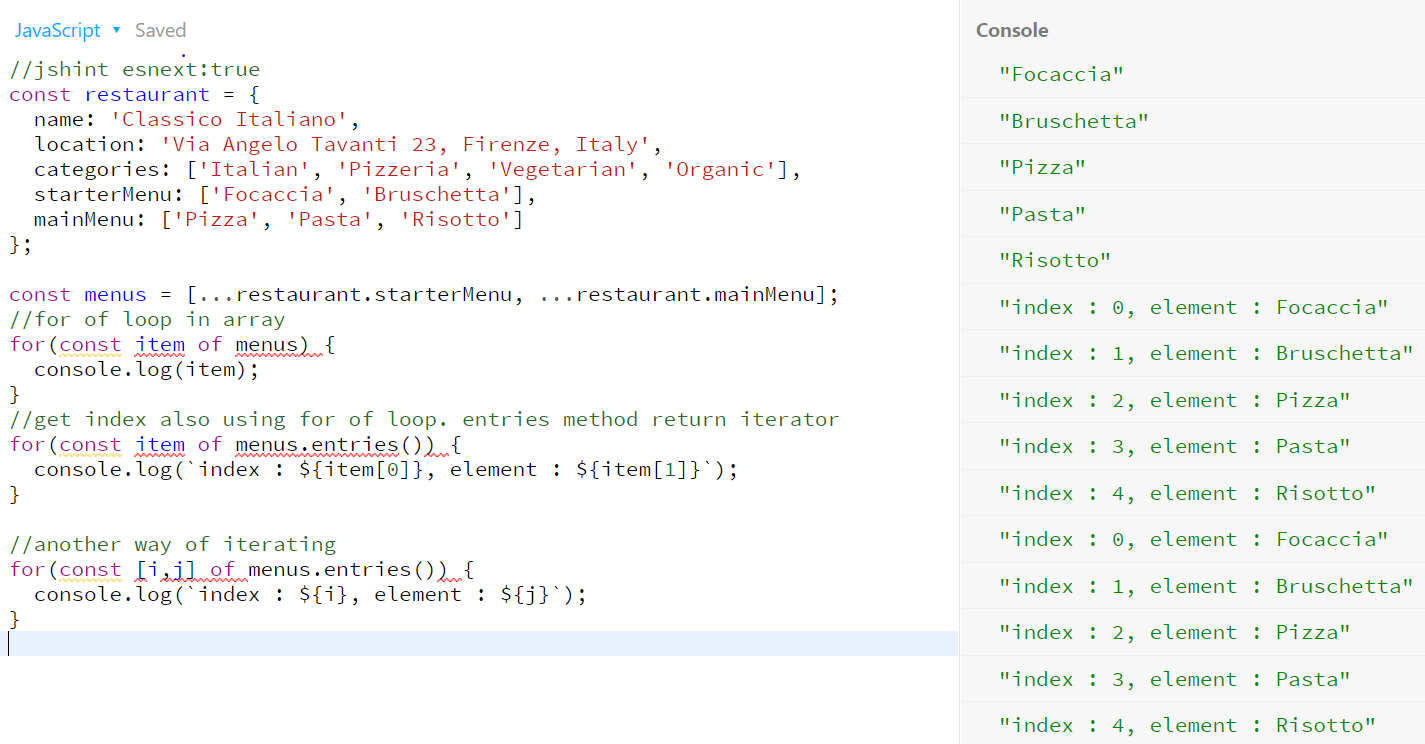 JavaScript ▾ Saved
//jshint esnext:true
const restaurant = {
  name: 'Classico Italiano',
  location: 'Via Angelo Tavanti 23, Firenze, Italy',
  categories: ['Italian', 'Pizzeria', 'Vegetarian', 'Organic'],
  starterMenu: ['Focaccia', 'Bruschetta'],
  mainMenu: ['Pizza', 'Pasta', 'Risotto']
};
const menus = [...restaurant.starterMenu, ...restaurant.mainMenu];
//for of loop in array
for(const item of menus) {
  console.log(item);
}
//get index also using for of loop. entries method return iterator
for(const item of menus.entries()) {
  console.log(`index : ${item[0]}, element : ${item[1]}`);
}
//another way of iterating
for(const [i,j] of menus.entries()) {
  console.log(`index : ${i}, element : ${j}`);
}
Console
"Focaccia"
"Bruschetta"
"Pizza"
"Pasta"
"Risotto"
"index : 0, element : Focaccia"
"index : 1, element : Bruschetta"
"index : 2, element : Pizza"
"index : 3, element : Pasta"
"index : 4, element : Risotto"
"index : 0, element : Focaccia"
"index : 1, element : Bruschetta"
"index : 2, element : Pizza"
"index : 3, element : Pasta"
"index : 4, element : Risotto"